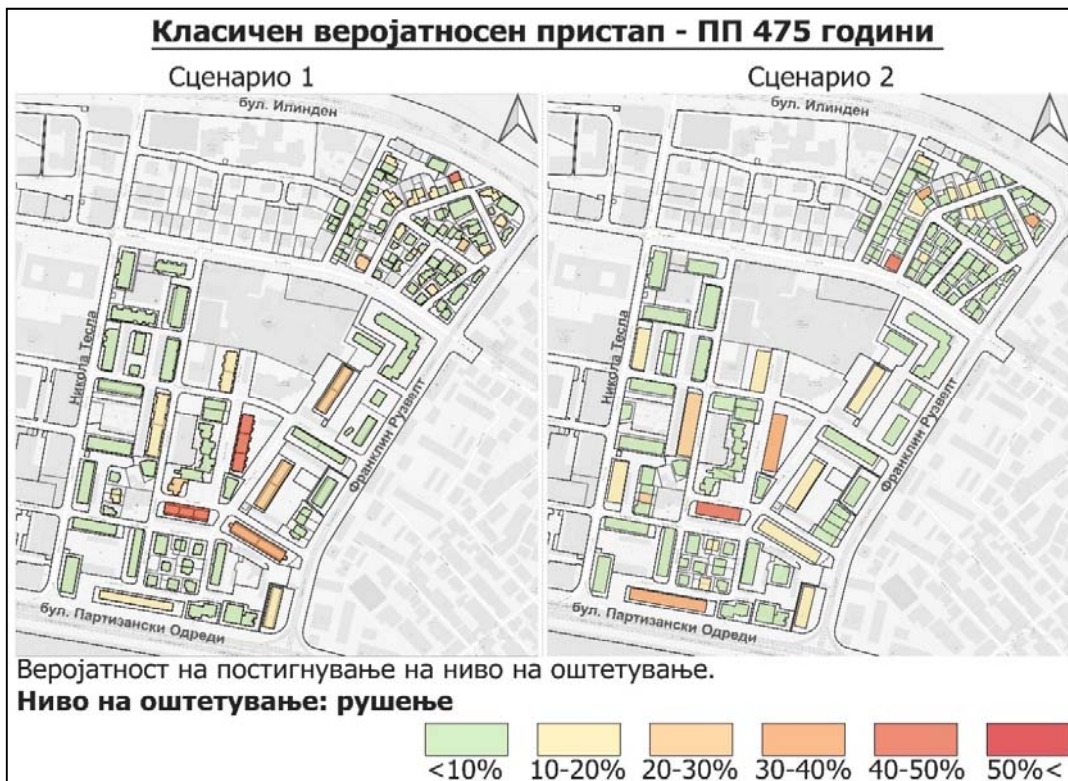 Класичен веројатносен пристап - ПП 475 години
Сценарио 1
Сценарио 2
бул. Илинден
бул. Илинден
Никола Тесла
Никола Тесла
Франклин Рузвелт
Франклин Рузвелт
бул. Партизански Одреди
бул. Партизански Одреди
Веројатност на постигнување на ниво на оштетување.
Ниво на оштетување: рушење
<10% 10-20% 20-30% 30-40% 40-50% 50%<